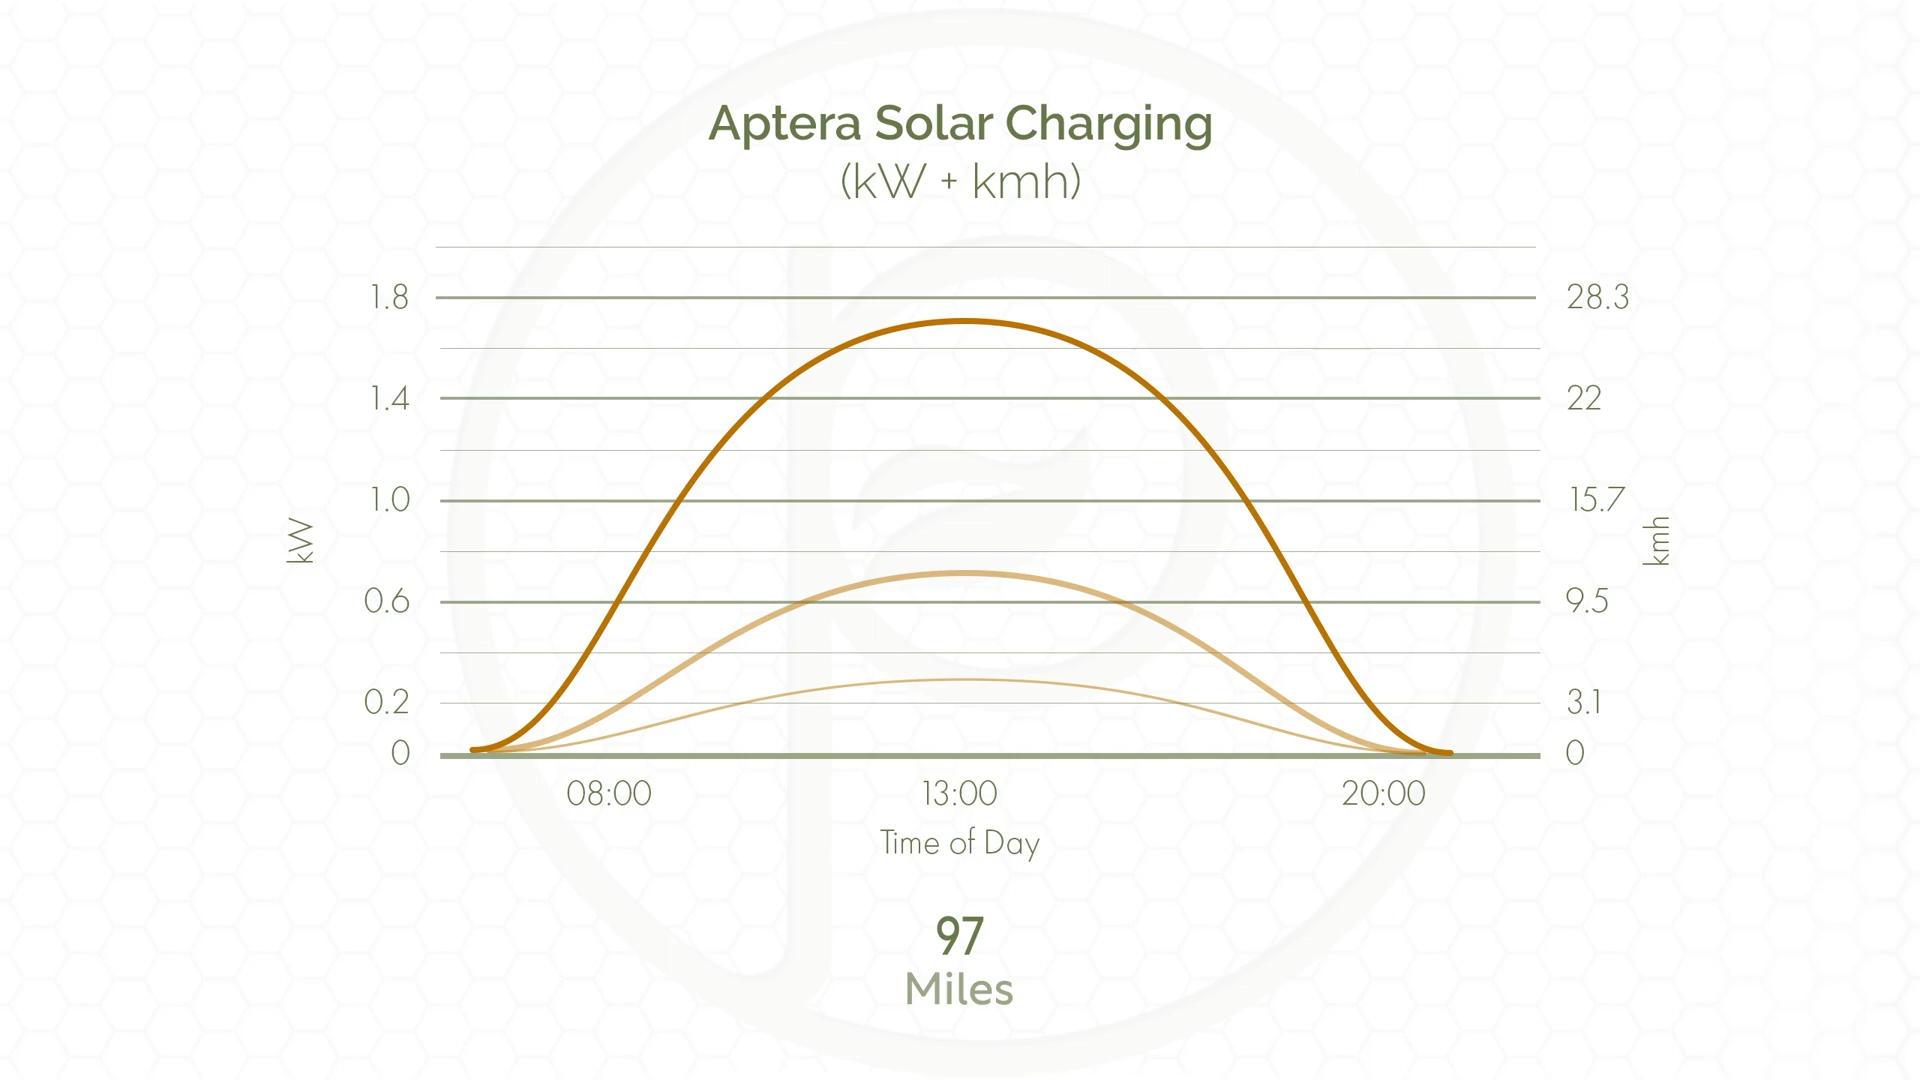 Aptera Solar Charging
(kW + kmh)
1.8
28.3
1.4
22
1.0
15.7
kW
kmh
0.6
9.5
0.2
3.1
0
0
08:00
13:00
20:00
Time of Day
97
Miles